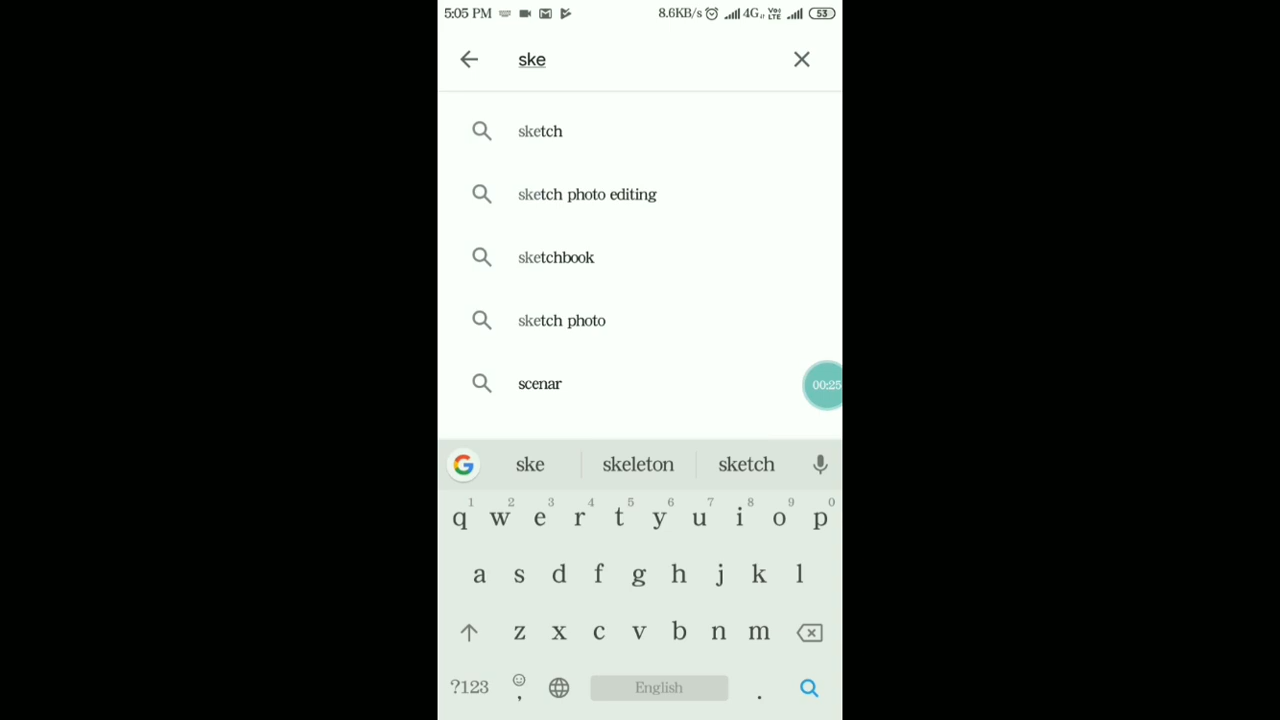 5:05 PM 8.6KB/s 4G VoLTE 53
ske
sketch
sketch photo editing
sketchbook
sketch photo
scenar
00:25
G ske skeleton sketch
1 2 3 4 5 6 7 8 9 0
q w e r t y u i o p
a s d f g h j k l
z x c v b n m
?123 , English .